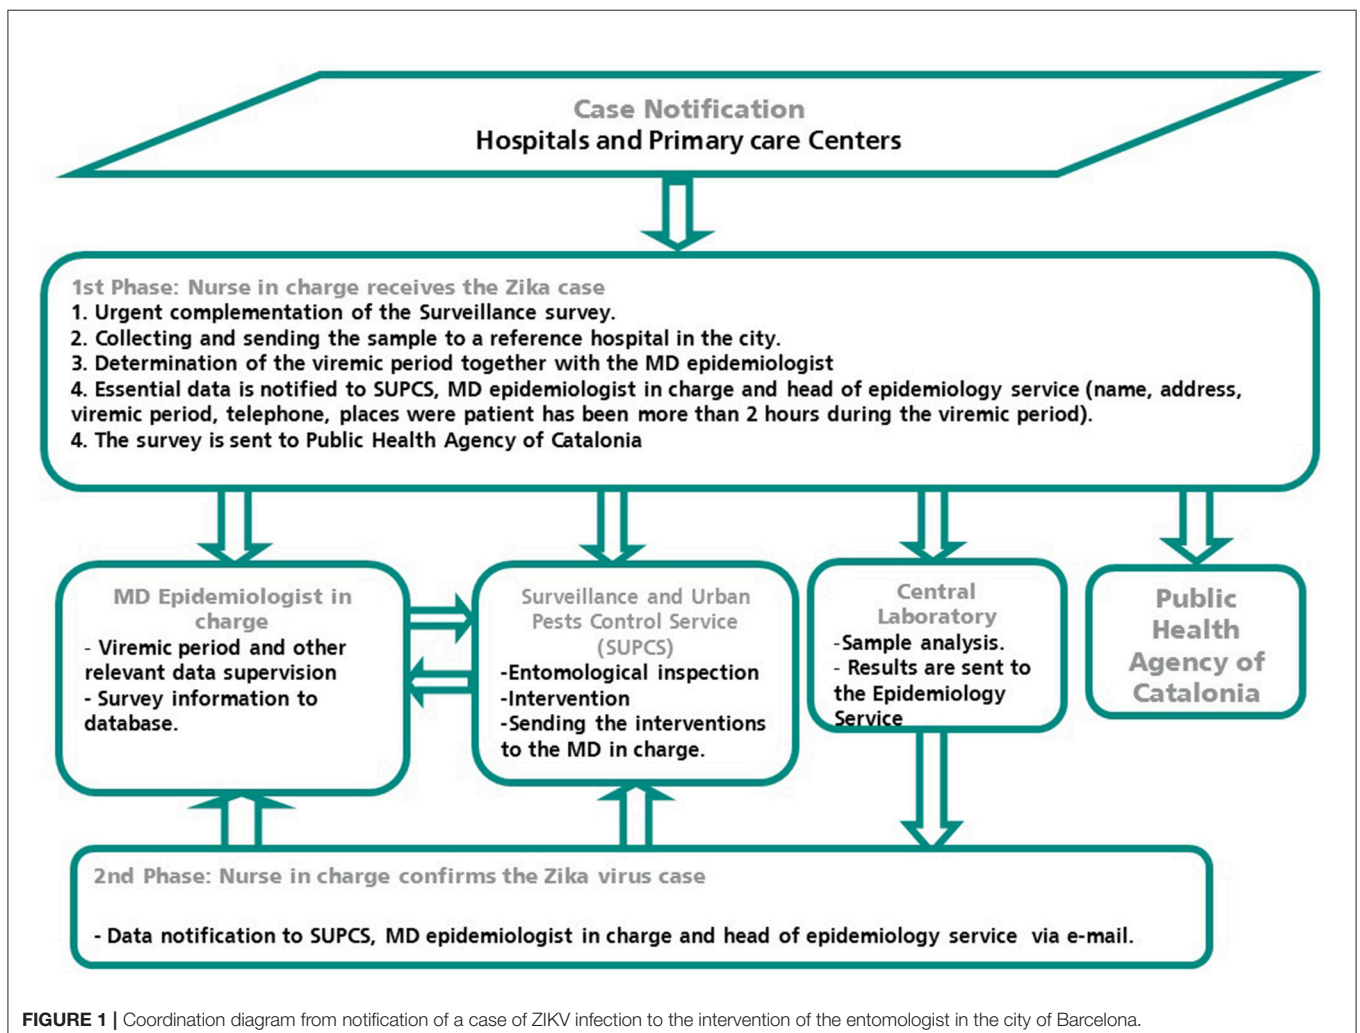 Case Notification
Hospitals and Primary care Centers
1st Phase: Nurse in charge receives the Zika case
1. Urgent complementation of the Surveillance survey.
2. Collecting and sending the sample to a reference hospital in the city.
3. Determination of the viremic period together with the MD epidemiologist
4. Essential data is notified to SUPCS, MD epidemiologist in charge and head of epidemiology service (name, address,
viremic period, telephone, places were patient has been more than 2 hours during the viremic period).
4. The survey is sent to Public Health Agency of Catalonia
MD Epidemiologist in
charge
- Viremic period and other
relevant data supervision
- Survey information to
database.
Surveillance and Urban
Pests Control Service
(SUPCS)
-Entomological inspection
-Intervention
-Sending the interventions
to the MD in charge.
Central
Laboratory
-Sample analysis.
- Results are sent to
the Epidemiology
Service
Public
Health
Agency of
Catalonia
2nd Phase: Nurse in charge confirms the Zika virus case
- Data notification to SUPCS, MD epidemiologist in charge and head of epidemiology service via e-mail.
FIGURE 1 | Coordination diagram from notification of a case of ZIKV infection to the intervention of the entomologist in the city of Barcelona.